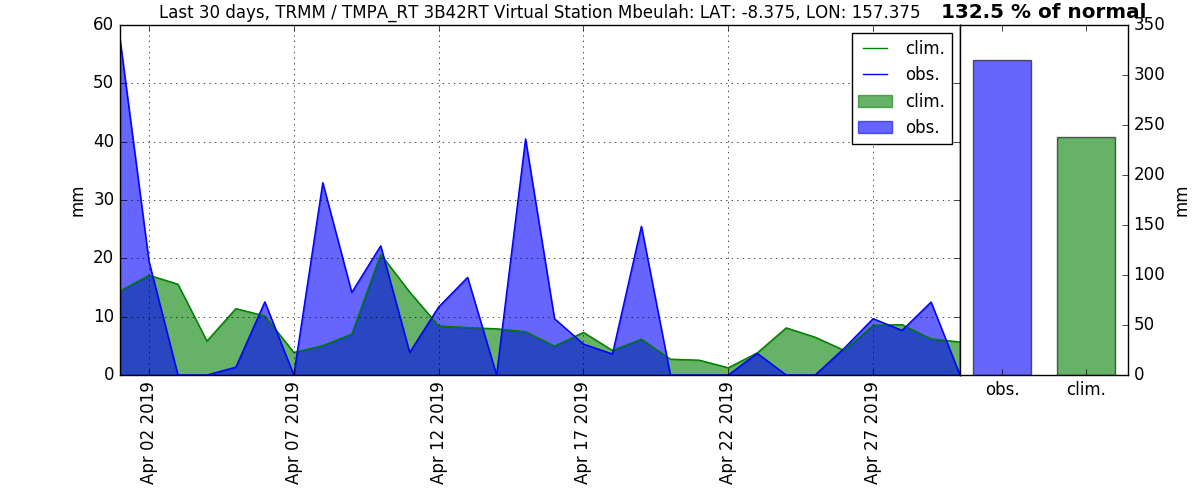 Last 30 days, TRMM / TMPA_RT 3B42RT Virtual Station Mbeulah: LAT: -8.375, LON: 157.375
132.5 % of normal
60
50
40
30
20
10
0
mm
clim.
obs.
clim.
obs.
Apr 02 2019
Apr 07 2019
Apr 12 2019
Apr 17 2019
Apr 22 2019
Apr 27 2019
350
300
250
200
150
100
50
0
mm
obs.
clim.